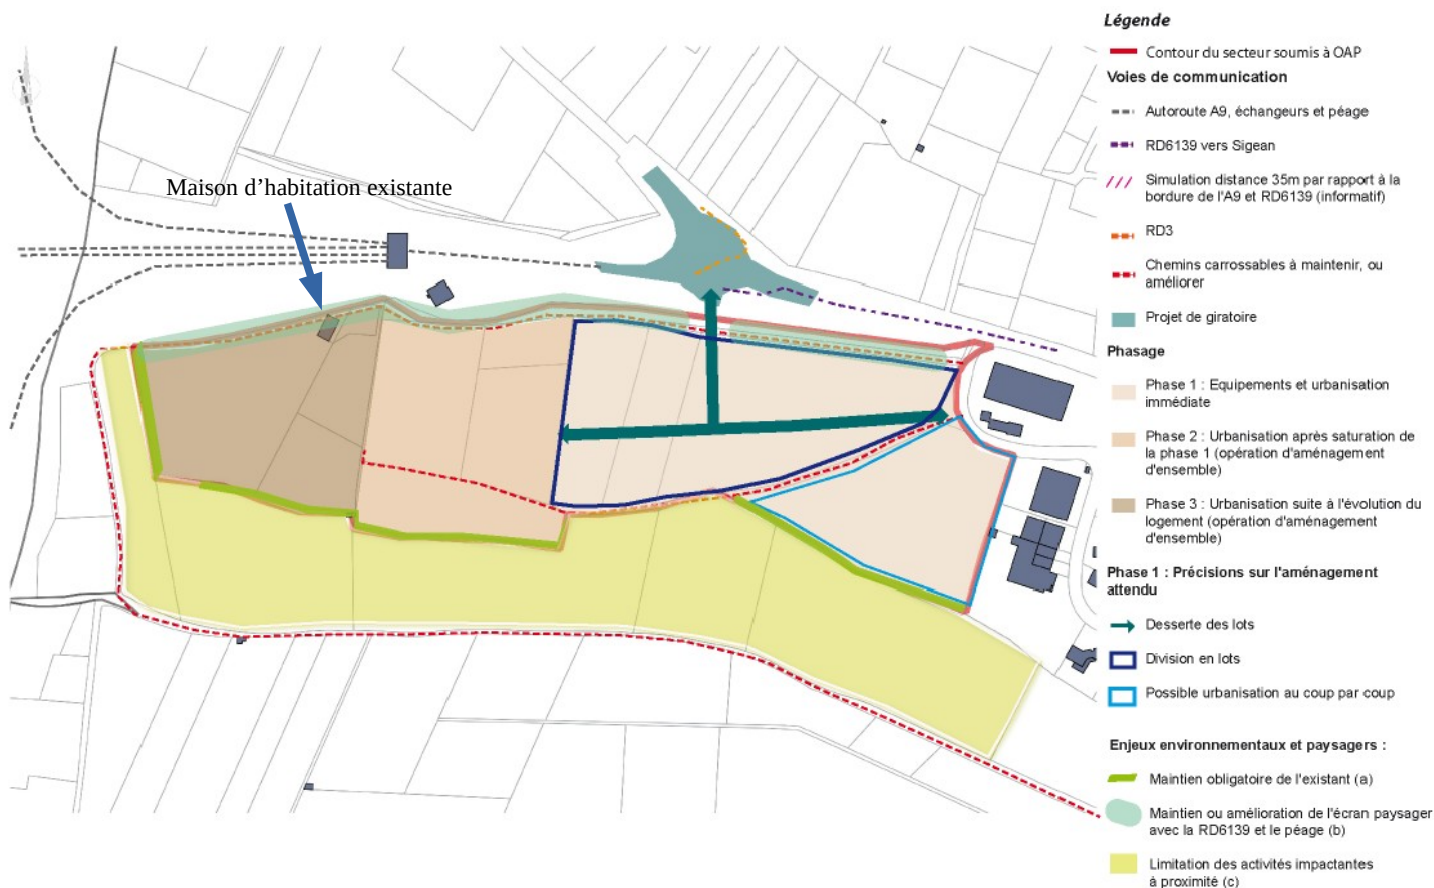 Légende
Contour du secteur soumis à OAP
Voies de communication
Autoroute A9, échangeurs et péage
RD6139 vers Sigean
Simulation distance 35m par rapport à la
bordure de l'A9 et RD6139 (informatif)
RD3
Chemins carrossables à maintenir, ou
améliorer
Projet de giratoire
Phasage
Phase 1 : Equipements et urbanisation
immédiate
Phase 2 : Urbanisation après saturation de
la phase 1 (opération d'aménagement
d'ensemble)
Phase 3 : Urbanisation suite à l'évolution du
logement (opération d'aménagement
d'ensemble)
Phase 1 : Précisions sur l'aménagement
attendu
Desserte des lots
Division en lots
Possible urbanisation au coup par coup
Enjeux environnementaux et paysagers :
Maintien obligatoire de l'existant (a)
Maintien ou amélioration de l'écran paysager
avec la RD6139 et le péage (b)
Limitation des activités impactantes
à proximité (c)
Maison d’habitation existante